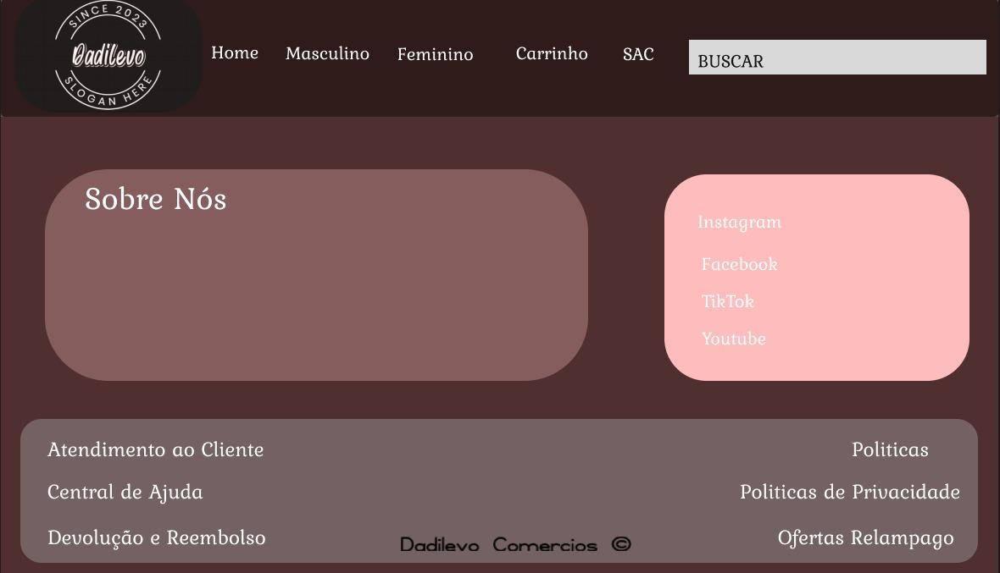 SINCE 2023
Dadilevo
SLOGAN HERE
Home Masculino Feminino Carrinho SAC BUSCAR
Sobre Nós
Instagram
Facebook
TikTok
Youtube
Atendimento ao Cliente Politicas
Central de Ajuda Politicas de Privacidade
Devolução e Reembolso Dadilevo Comercios © Ofertas Relampago